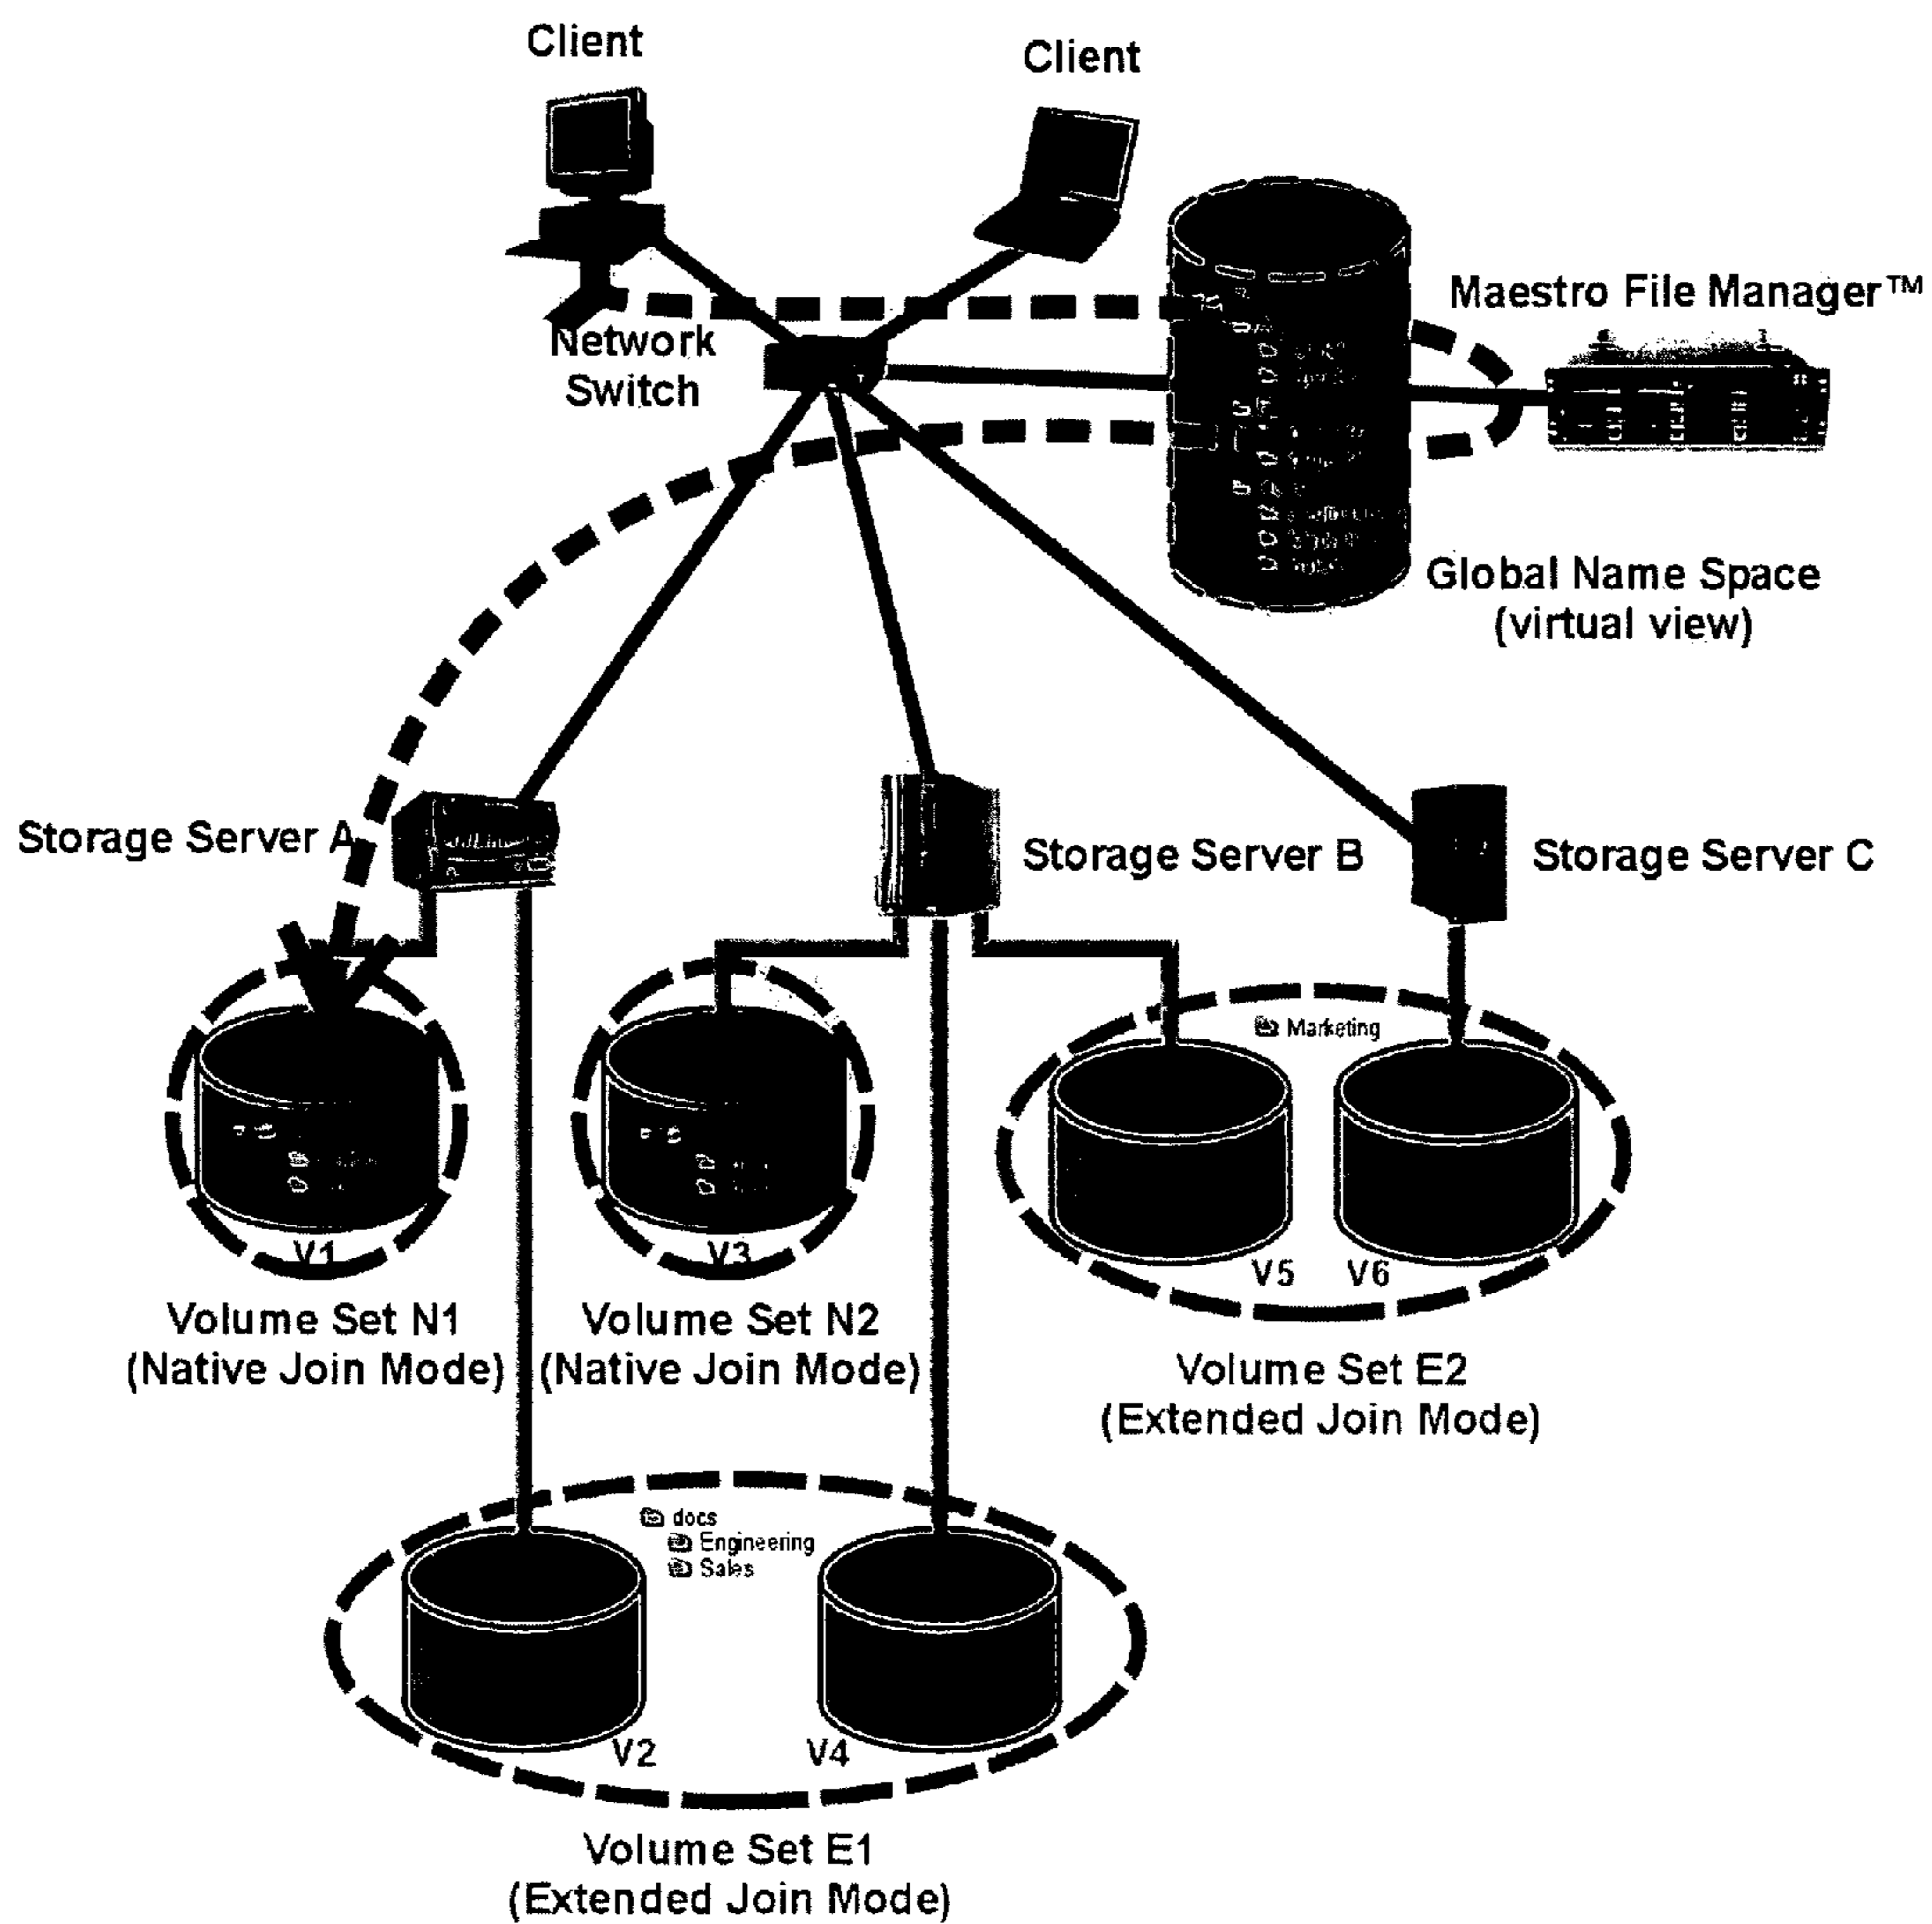 Client
Client
Maestro File Manager™
Network
Switch
Global Name Space
(virtual view)
Storage Server A
Storage Server B
Storage Server C
Marketing
V1
V3
V5
V6
Volume Set N1
(Native Join Mode)
Volume Set N2
(Native Join Mode)
Volume Set E2
(Extended Join Mode)
docs
Engineering
Sales
V2
V4
Volume Set E1
(Extended Join Mode)